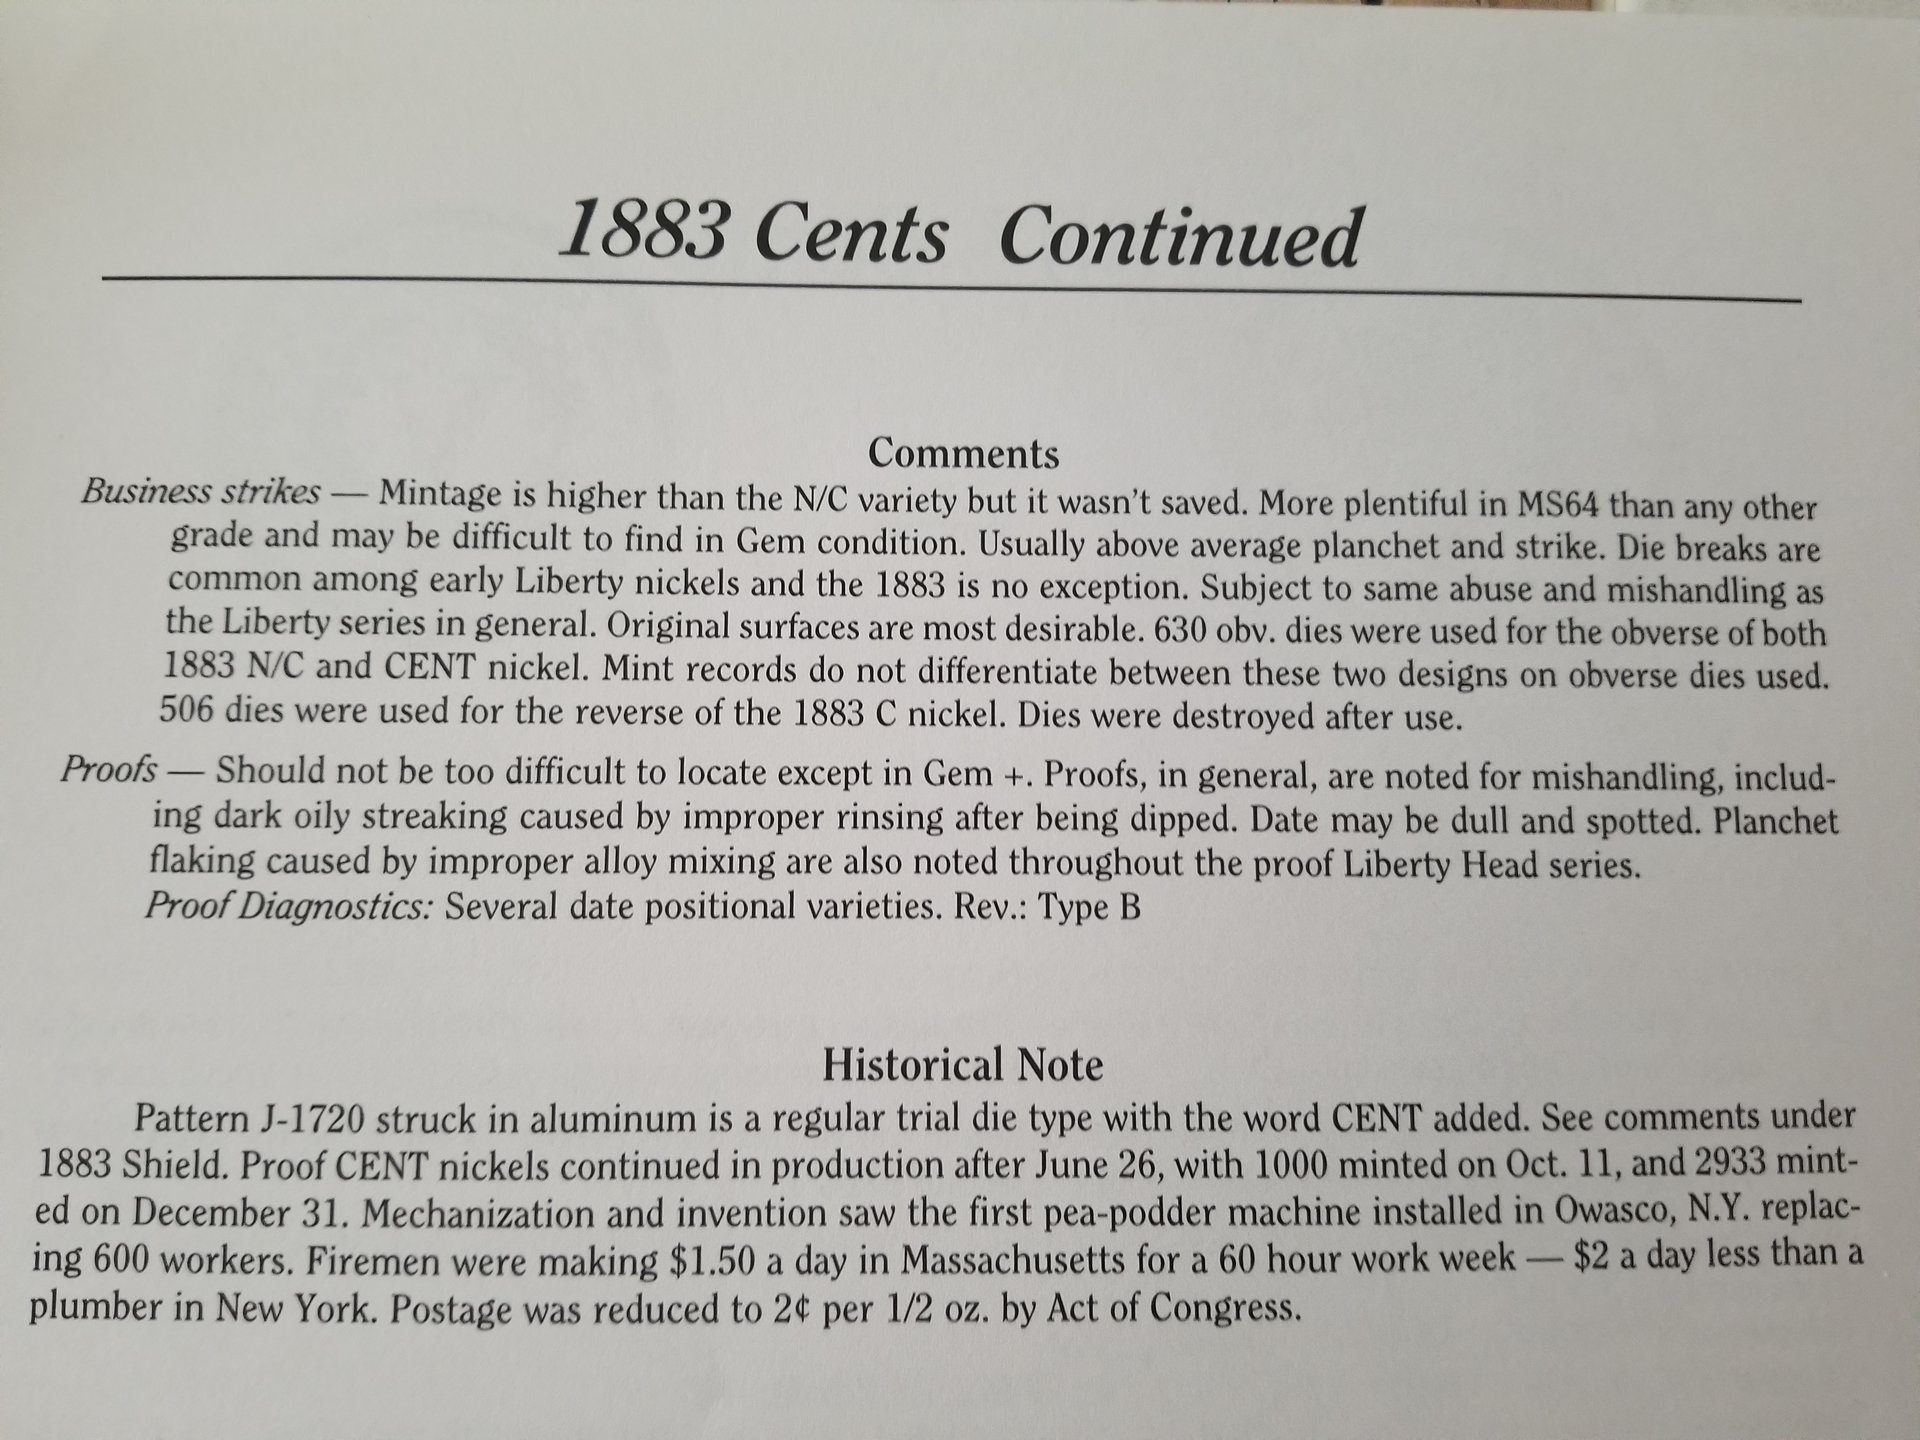 1883 Cents Continued
Comments
Business strikes — Mintage is higher than the N/C variety but it wasn't saved. More plentiful in MS64 than any other
grade and may be difficult to find in Gem condition. Usually above average planchet and strike. Die breaks are
common among early Liberty nickels and the 1883 is no exception. Subject to same abuse and mishandling as
the Liberty series in general. Original surfaces are most desirable. 630 obv. dies were used for the obverse of both
1883 N/C and CENT nickel. Mint records do not differentiate between these two designs on obverse dies used.
506 dies were used for the reverse of the 1883 C nickel. Dies were destroyed after use.
Proofs — Should not be too difficult to locate except in Gem +. Proofs, in general, are noted for mishandling, includ-
ing dark oily streaking caused by improper rinsing after being dipped. Date may be dull and spotted. Planchet
flaking caused by improper alloy mixing are also noted throughout the proof Liberty Head series.
Proof Diagnostics: Several date positional varieties. Rev.: Type B
Historical Note
Pattern J-1720 struck in aluminum is a regular trial die type with the word CENT added. See comments under
1883 Shield. Proof CENT nickels continued in production after June 26, with 1000 minted on Oct. 11, and 2933 mint-
ed on December 31. Mechanization and invention saw the first pea-podder machine installed in Owasco, N.Y. replac-
ing 600 workers. Firemen were making $1.50 a day in Massachusetts for a 60 hour work week — $2 a day less than a
plumber in New York. Postage was reduced to 2¢ per 1/2 oz. by Act of Congress.